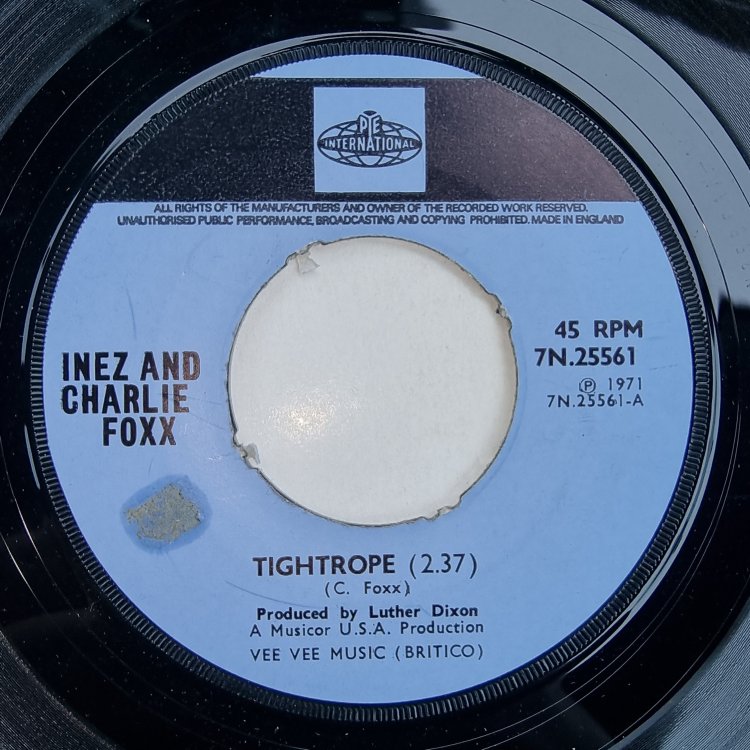 PYE
INTERNATIONAL
ALL RIGHTS OF THE MANUFACTURERS AND OWNER OF THE RECORDED WORK RESERVED.
UNAUTHORISED PUBLIC PERFORMANCE, BROADCASTING AND COPYING PROHIBITED. MADE IN ENGLAND
45 RPM
7N.25561
Ⓟ 1971
7N.25561-A
INEZ AND
CHARLIE
FOXX
TIGHTROPE (2.37)
(C. Foxx)
Produced by Luther Dixon
A Musicor U.S.A. Production
VEE VEE MUSIC (BRITICO)